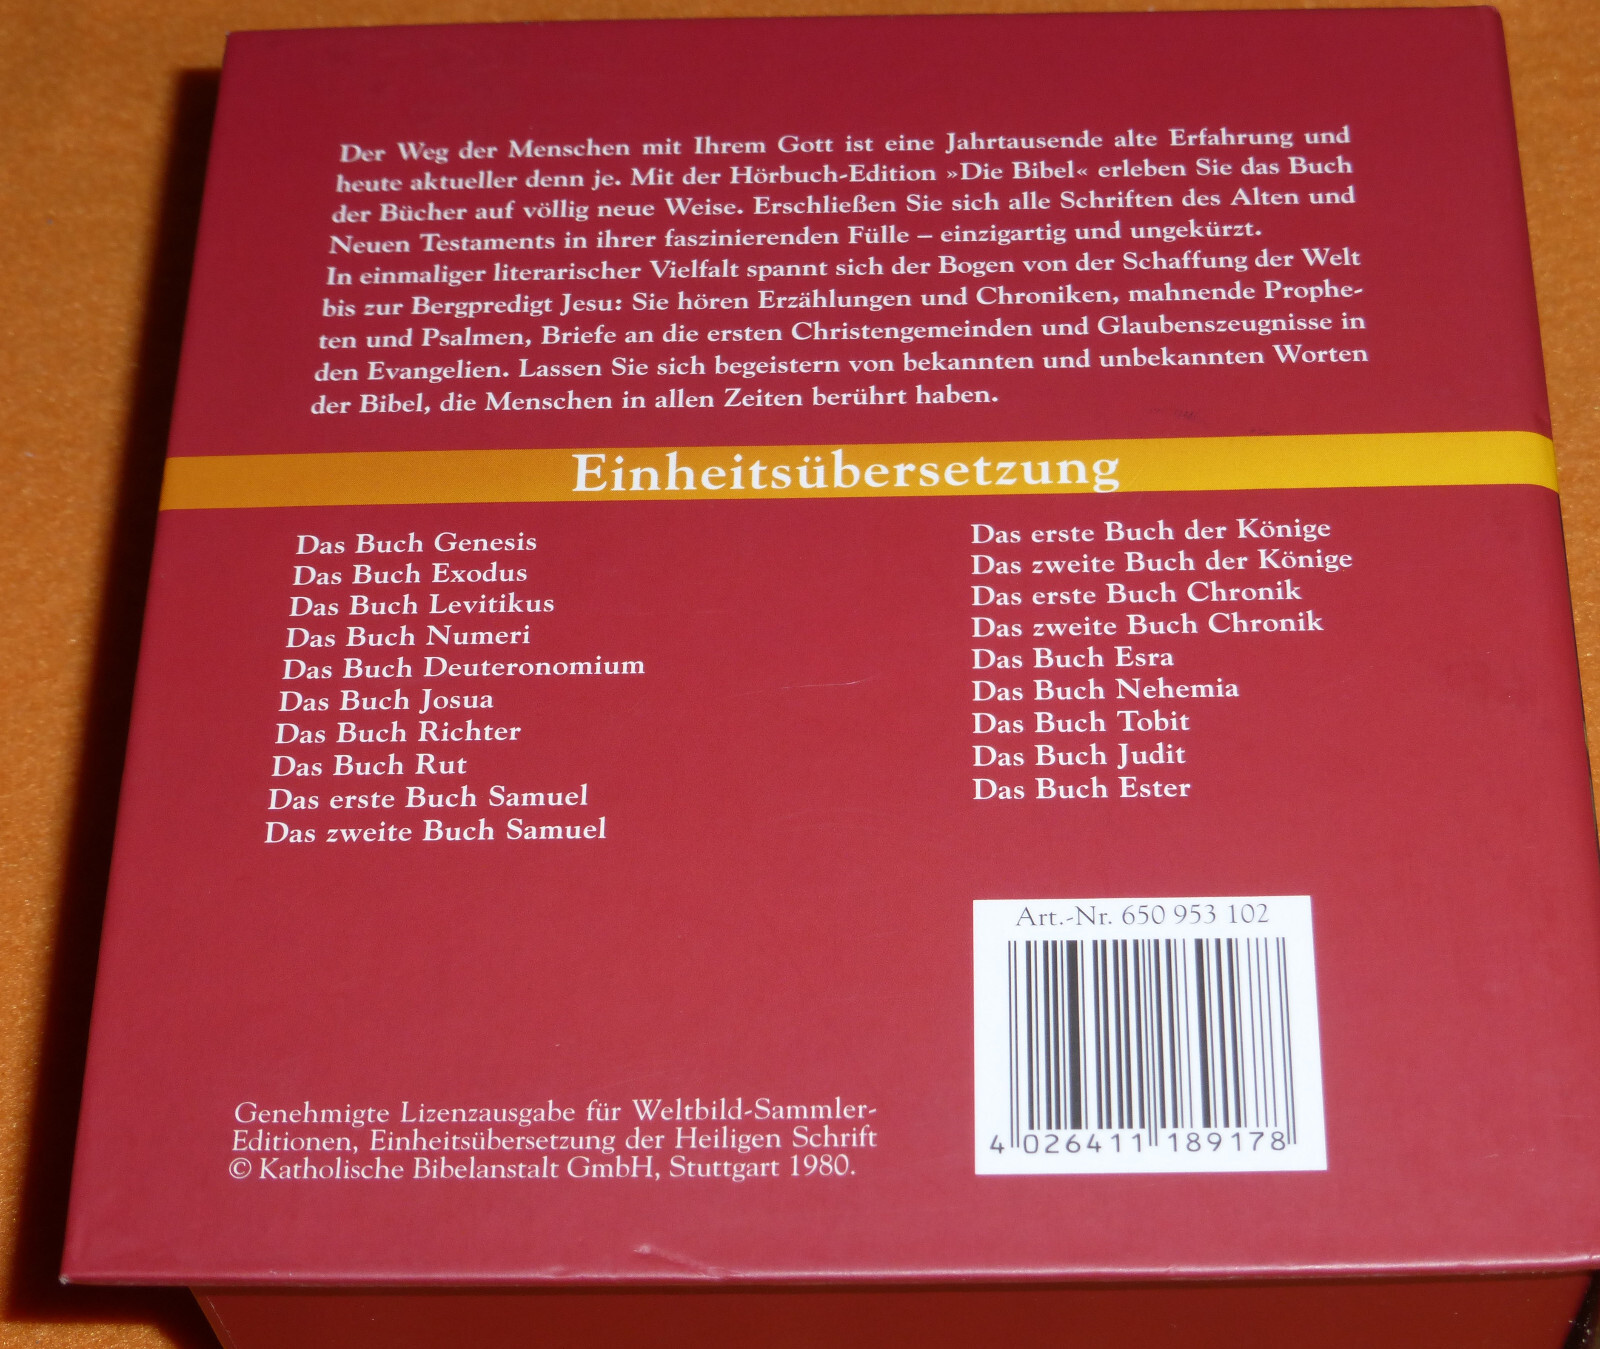 Der Weg der Menschen mit Ihrem Gott ist eine Jahrtausende alte Erfahrung und
heute aktueller denn je. Mit der Hörbuch-Edition »Die Bibel« erleben Sie das Buch
der Bücher auf völlig neue Weise. Erschließen Sie sich alle Schriften des Alten und
Neuen Testaments in ihrer faszinierenden Fülle – einzigartig und ungekürzt.
In einmaliger literarischer Vielfalt spannt sich der Bogen von der Schaffung der Welt
bis zur Bergpredigt Jesu: Sie hören Erzählungen und Chroniken, mahnende Prophe-
ten und Psalmen, Briefe an die ersten Christengemeinden und Glaubenszeugnisse in
den Evangelien. Lassen Sie sich begeistern von bekannten und unbekannten Worten
der Bibel, die Menschen in allen Zeiten berührt haben.
Einheitsübersetzung
Das Buch Genesis
Das Buch Exodus
Das Buch Levitikus
Das Buch Numeri
Das Buch Deuteronomium
Das Buch Josua
Das Buch Richter
Das Buch Rut
Das erste Buch Samuel
Das zweite Buch Samuel
Das erste Buch der Könige
Das zweite Buch der Könige
Das erste Buch Chronik
Das zweite Buch Chronik
Das Buch Esra
Das Buch Nehemia
Das Buch Tobit
Das Buch Judit
Das Buch Ester
Genehmigte Lizenzausgabe für Weltbild-Sammler-
Editionen, Einheitsübersetzung der Heiligen Schrift
© Katholische Bibelanstalt GmbH, Stuttgart 1980.
Art.-Nr. 650 953 102
4 026411 189178